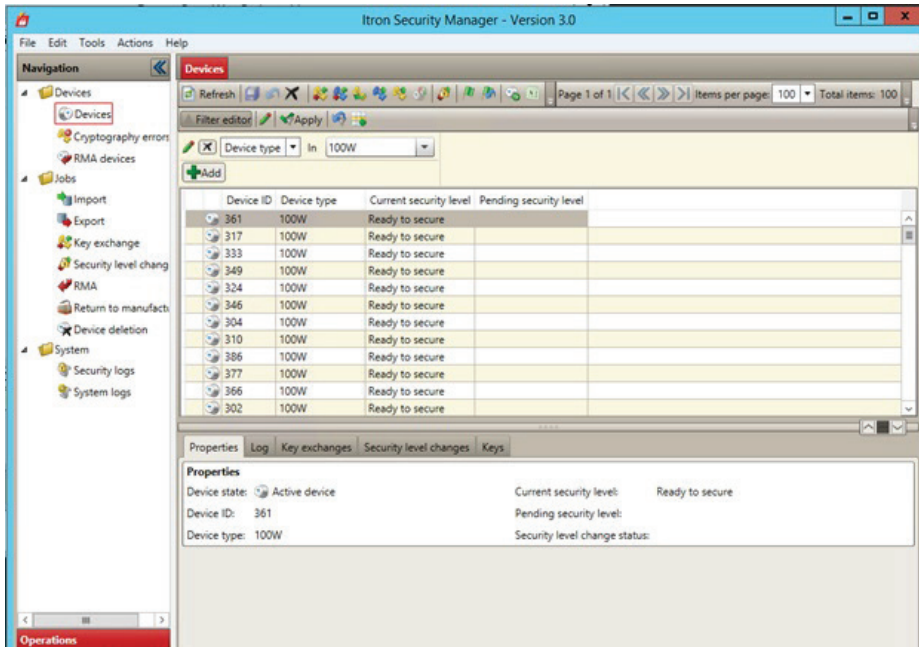 Itron Security Manager - Version 3.0
File Edit Tools Actions Help
Navigation
Devices
Devices
Cryptography errors
RMA devices
Jobs
Import
Export
Key exchange
Security level chang
RMA
Return to manufact
Device deletion
System
Security logs
System logs
Operations
Devices
Refresh Page 1 of 1 Items per page: 100 Total items: 100
Filter editor Apply
Device type In 100W
Add
Device ID Device type Current security level Pending security level
361 100W Ready to secure
317 100W Ready to secure
333 100W Ready to secure
349 100W Ready to secure
324 100W Ready to secure
346 100W Ready to secure
304 100W Ready to secure
310 100W Ready to secure
386 100W Ready to secure
377 100W Ready to secure
366 100W Ready to secure
302 100W Ready to secure
Properties Log Key exchanges Security level changes Keys
Properties
Device state: Active device Current security level: Ready to secure
Device ID: 361 Pending security level:
Device type: 100W Security level change status: